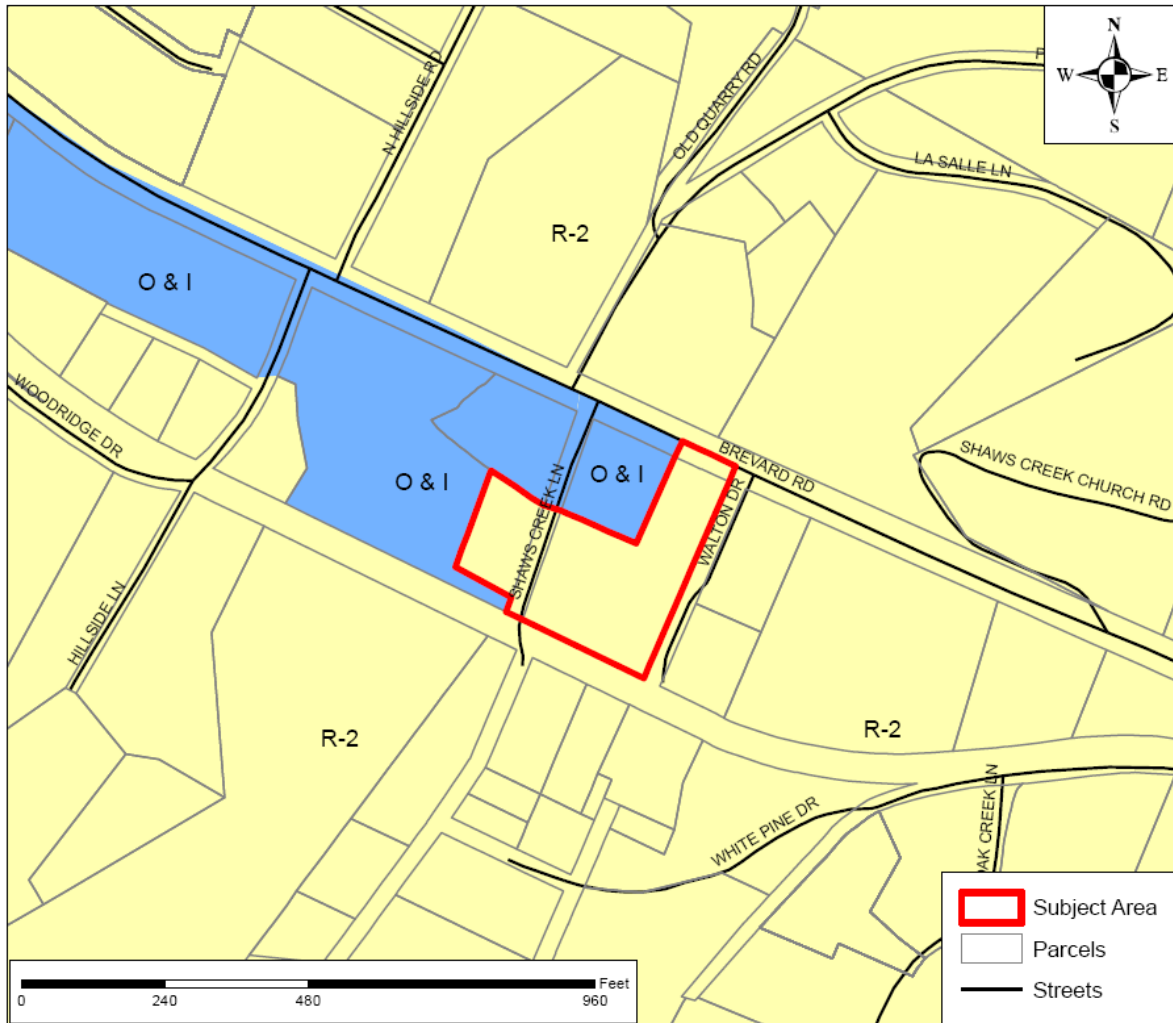 N
W E
S
N HILLSIDE RD
OLD QUARRY RD
LA SALLE LN
R-2
O & I
WOODRIDGE DR
BREVARD RD
SHAWS CREEK CHURCH RD
O & I
O & I
WALTON DR
SHAWS CREEK LN
HILLSIDE LN
R-2
R-2
WHITE PINE DR
CREEK LN
Subject Area
Parcels
Streets
Feet
0 240 480 960